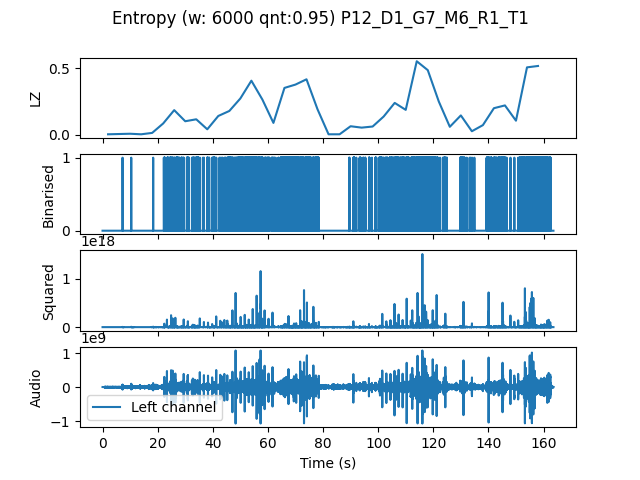 Entropy (w: 6000 qnt:0.95) P12_D1_G7_M6_R1_T1
LZ
0.5
0.0
Binarised
1
0
1e18
Squared
1
0
1e9
Audio
1
0
−1
Left channel
0 20 40 60 80 100 120 140 160
Time (s)